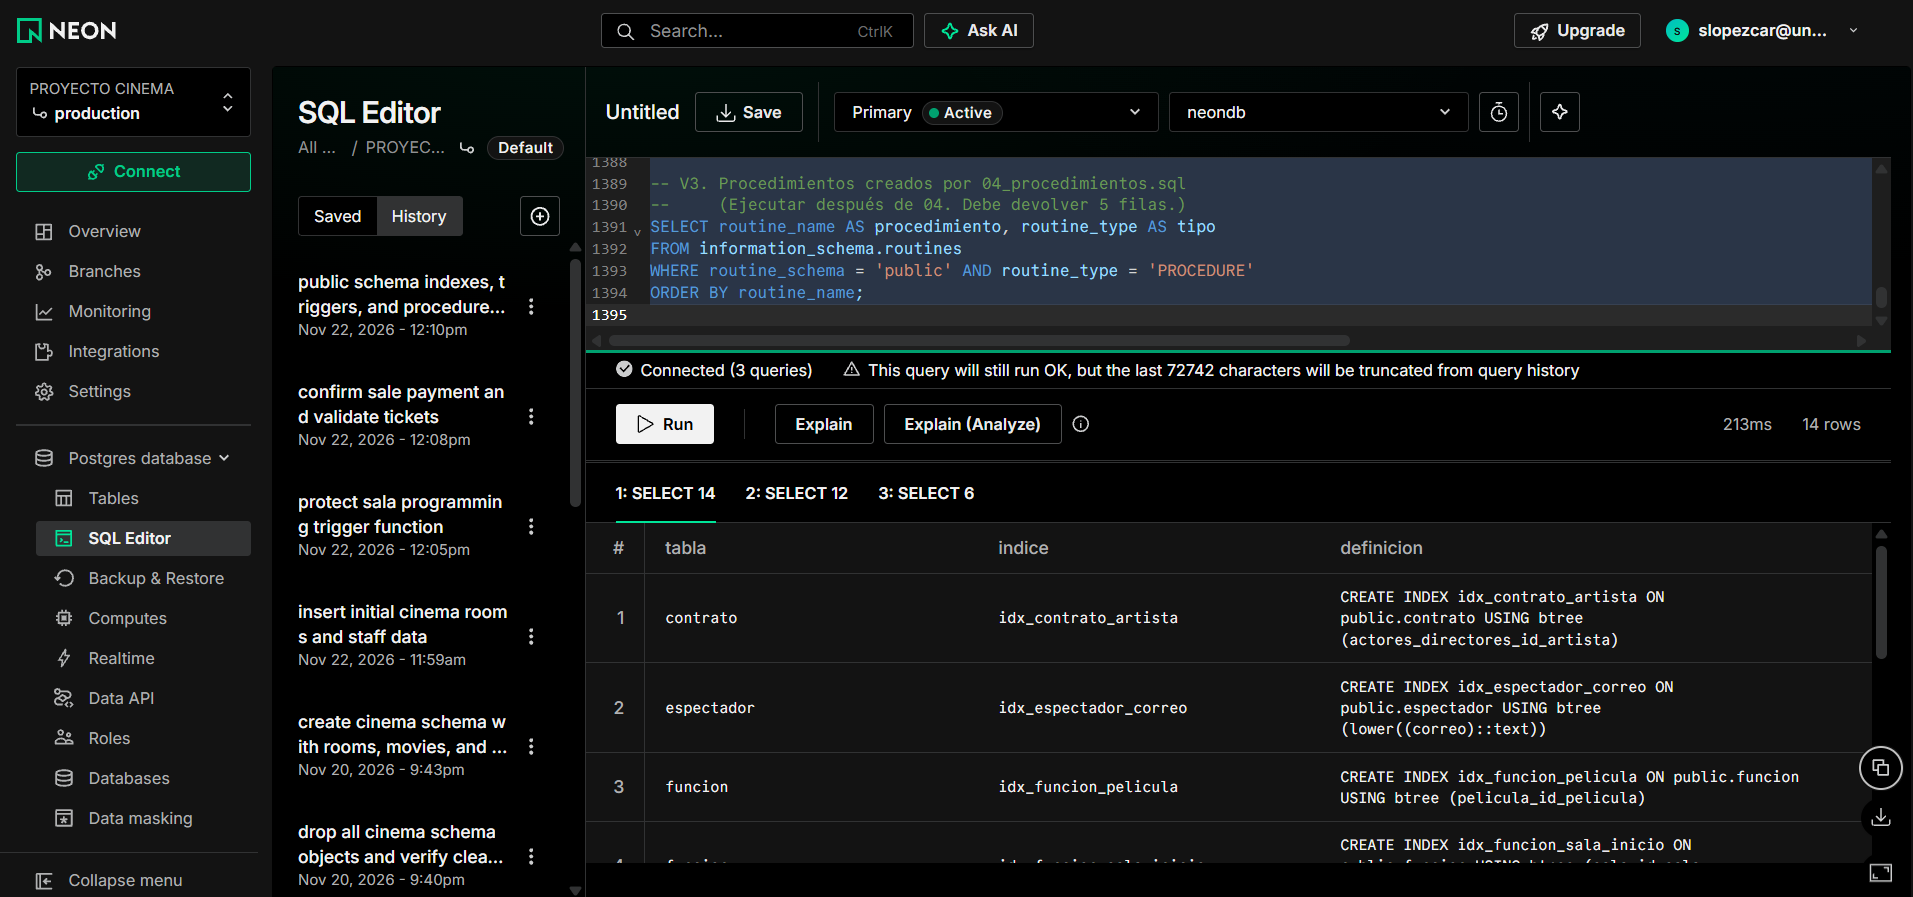 NEON
Search...
CtrlK
Ask AI
Upgrade
s
slopezcar@un...
PROYECTO CINEMA
production
Connect
Overview
Branches
Monitoring
Integrations
Settings
Postgres database
Tables
SQL Editor
Backup & Restore
Computes
Realtime
Data API
Roles
Databases
Data masking
Collapse menu
SQL Editor
All ... / PROYEC... Default
Saved
History
public schema indexes, t
riggers, and procedure...
Nov 22, 2026 - 12:10pm
confirm sale payment an
d validate tickets
Nov 22, 2026 - 12:08pm
protect sala programmin
g trigger function
Nov 22, 2026 - 12:05pm
insert initial cinema room
s and staff data
Nov 22, 2026 - 11:59am
create cinema schema w
ith rooms, movies, and ...
Nov 20, 2026 - 9:43pm
drop all cinema schema
objects and verify clea...
Nov 20, 2026 - 9:40pm
Untitled
Save
Primary
Active
neondb
1388
1389 -- V3. Procedimientos creados por 04_procedimientos.sql
1390 --     (Ejecutar después de 04. Debe devolver 5 filas.)
1391 SELECT routine_name AS procedimiento, routine_type AS tipo
1392 FROM information_schema.routines
1393 WHERE routine_schema = 'public' AND routine_type = 'PROCEDURE'
1394 ORDER BY routine_name;
1395
Connected (3 queries)
This query will still run OK, but the last 72742 characters will be truncated from query history
Run
Explain
Explain (Analyze)
213ms
14 rows
1: SELECT 14
2: SELECT 12
3: SELECT 6
# tabla indice definicion
1 contrato idx_contrato_artista CREATE INDEX idx_contrato_artista ON
public.contrato USING btree
(actores_directores_id_artista)
2 espectador idx_espectador_correo CREATE INDEX idx_espectador_correo ON
public.espectador USING btree
(lower((correo)::text))
3 funcion idx_funcion_pelicula CREATE INDEX idx_funcion_pelicula ON public.funcion
USING btree (pelicula_id_pelicula)
CREATE INDEX idx_funcion_sala_inicio ON